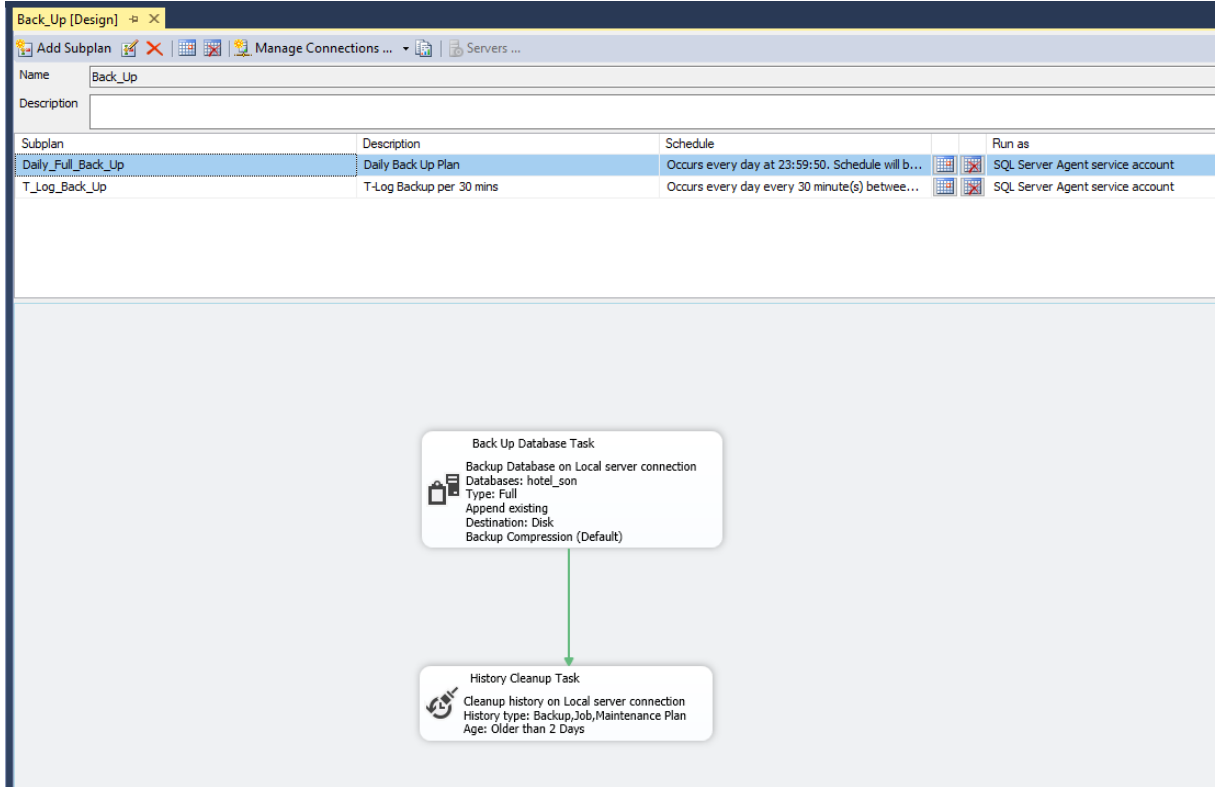 Back_Up [Design]
Add Subplan Manage Connections ... Servers ...
Name Back_Up
Description
Subplan Description Schedule Run as
Daily_Full_Back_Up Daily Back Up Plan Occurs every day at 23:59:50. Schedule will b... SQL Server Agent service account
T_Log_Back_Up T-Log Backup per 30 mins Occurs every day every 30 minute(s) betwee... SQL Server Agent service account
Back Up Database Task
Backup Database on Local server connection
Databases: hotel_son
Type: Full
Append existing
Destination: Disk
Backup Compression (Default)
History Cleanup Task
Cleanup history on Local server connection
History type: Backup,Job,Maintenance Plan
Age: Older than 2 Days